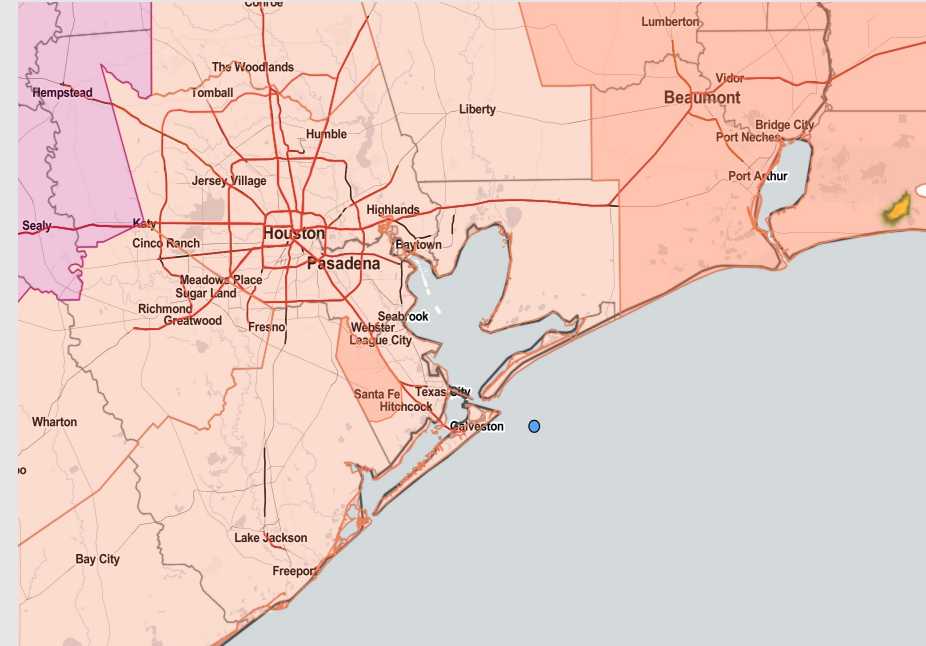 Conroe
Lumberton
The Woodlands
Vidor
Hempstead
Tomball
Beaumont
Liberty
Bridge City
Humble
Port Neches
Port Arthur
Jersey Village
Highlands
Sealy
Katy
Houston
Cinco Ranch
Baytown
Pasadena
Meadows Place
Sugar Land
Richmond
Seabrook
Greatwood
Fresno
Webster
League City
Santa Fe
Texas City
Hitchcock
Wharton
Galveston
Lake Jackson
Bay City
Freeport